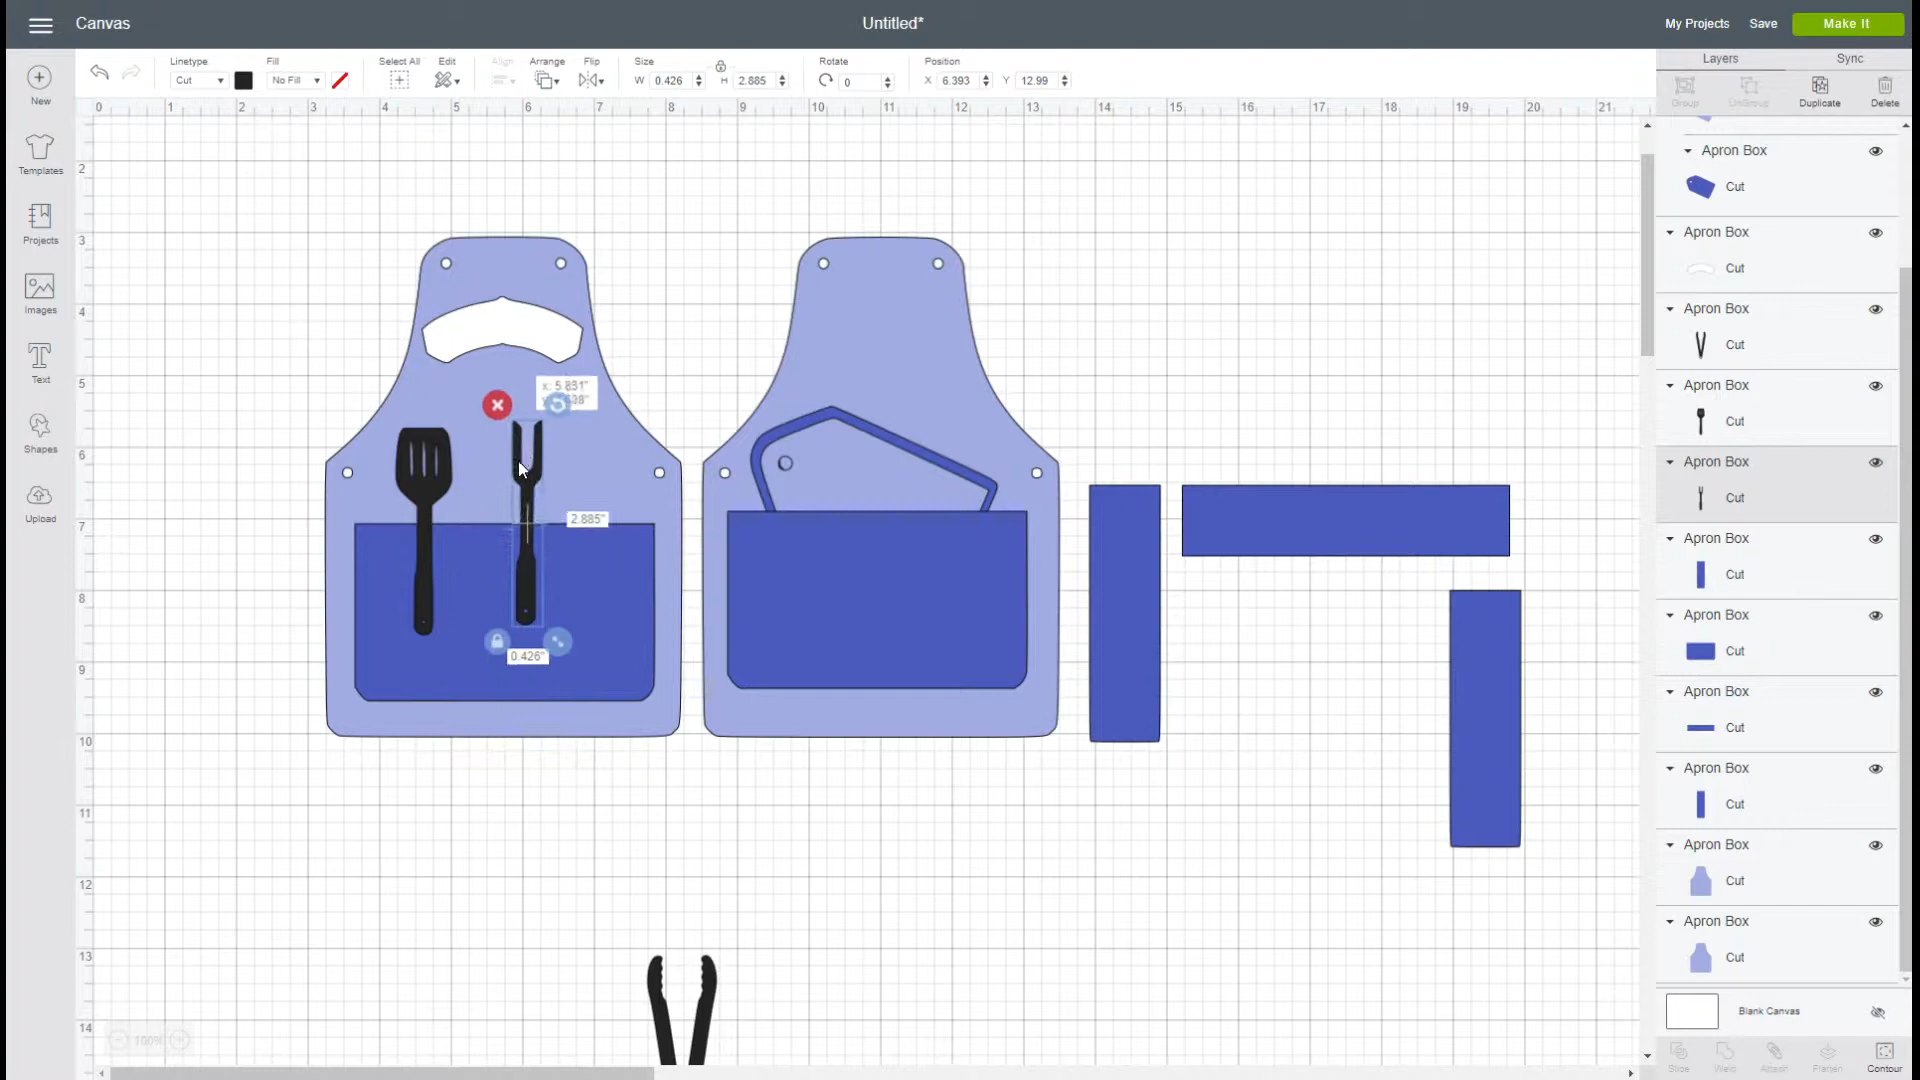 Canvas
Untitled*
My Projects
Save
Make It
Linetype
Fill
Select All
Edit
Align
Arrange
Flip
Size
Rotate
Position
Cut
No Fill
W 0.426
H 2.885
0
X 6.393
Y 12.99
Layers
Sync
Group
UnGroup
Duplicate
Delete
New
Templates
Projects
Images
Text
Shapes
Upload
0 1 2 3 4 5 6 7 8 9 10 11 12 13 14 15 16 17 18 19 20 21
2
3
4
5
6
7
8
9
10
11
12
13
14
2.885"
0.426"
100%
Apron Box
Cut
Apron Box
Cut
Apron Box
Cut
Apron Box
Cut
Apron Box
Cut
Apron Box
Cut
Apron Box
Cut
Apron Box
Cut
Apron Box
Cut
Apron Box
Cut
Apron Box
Cut
Blank Canvas
Slice
Weld
Attach
Flatten
Contour